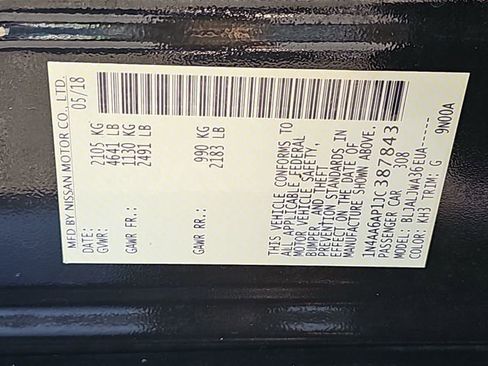 MFD BY NISSAN MOTOR CO., LTD.
DATE: 05/18
GVWR: 2105 KG
4641 LB
GAWR FR.: 1130 KG
2491 LB
GAWR RR.: 990 KG
2183 LB
THIS VEHICLE CONFORMS TO
ALL APPLICABLE FEDERAL
MOTOR VEHICLE SAFETY,
BUMPER, AND THEFT
PREVENTION STANDARDS IN
EFFECT ON THE DATE OF
MANUFACTURE SHOWN ABOVE.
1N4AA6AP1JC387843
PASSENGER CAR 308
MODEL: BLJALJWA36EUA-----
COLOR: KH3 TRIM: G 9N00A